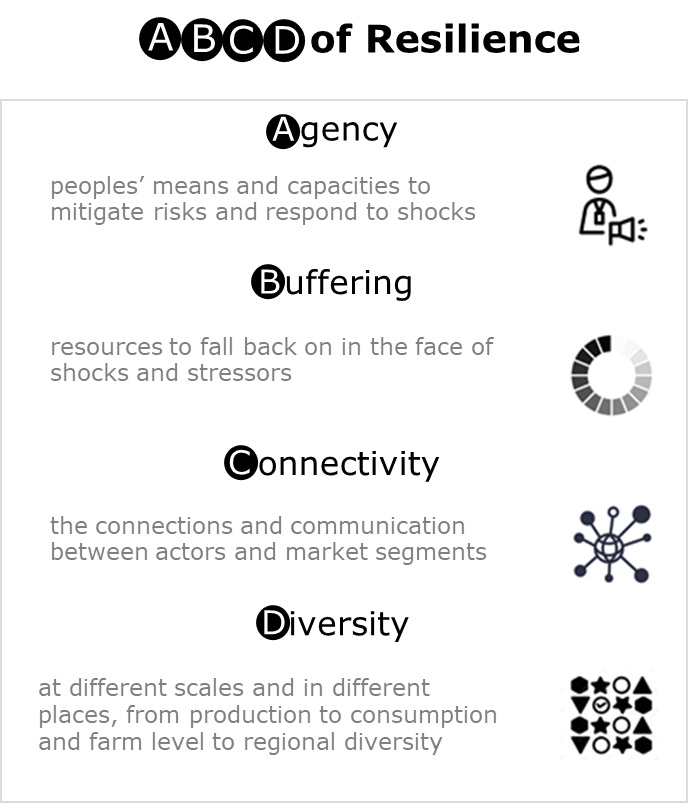 ABCD of Resilience
Agency
peoples’ means and capacities to
mitigate risks and respond to shocks
Buffering
resources to fall back on in the face of
shocks and stressors
Connectivity
the connections and communication
between actors and market segments
Diversity
at different scales and in different
places, from production to consumption
and farm level to regional diversity